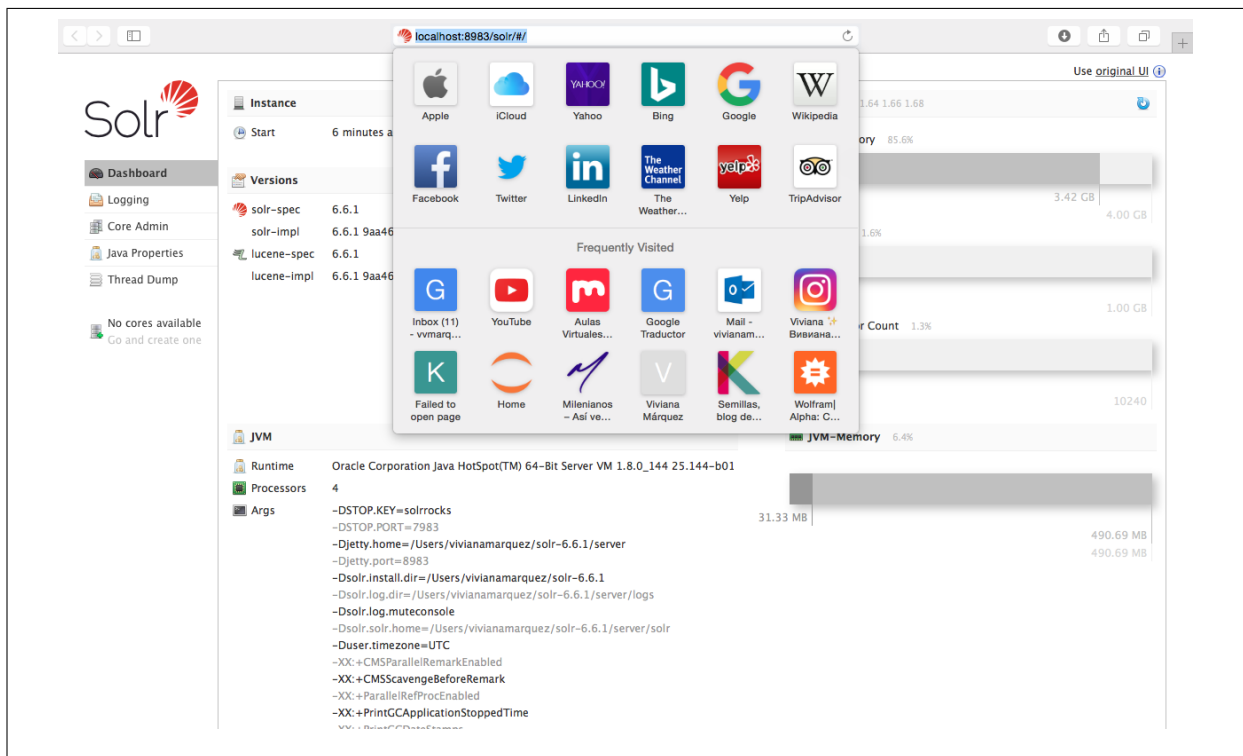 localhost:8983/solr/#/
Use original UI
Solr
Dashboard
Logging
Core Admin
Java Properties
Thread Dump
No cores available
Go and create one
Instance
Start 6 minutes a
Versions
solr-spec 6.6.1
solr-impl 6.6.1 9aa46
lucene-spec 6.6.1
lucene-impl 6.6.1 9aa46
YAHOO!
W
Apple iCloud Yahoo Bing Google Wikipedia
f
in
The
Weather
Channel
yelp
Facebook Twitter LinkedIn The
Weather... Yelp TripAdvisor
Frequently Visited
G
m
G
Inbox (11)
- vvmarq...
YouTube
Aulas
Virtuales...
Google
Traductor
Mail -
vivianam...
Viviana ✨
Вивиана...
K
V
Failed to
open page
Home
Milenianos
– Así ve...
Viviana
Márquez
Semillas,
blog de...
Wolfram|
Alpha: C...
1.64 1.66 1.68
ory 85.6%
3.42 GB
4.00 GB
1.6%
1.00 GB
r Count 1.3%
10240
JVM
Runtime Oracle Corporation Java HotSpot(TM) 64-Bit Server VM 1.8.0_144 25.144-b01
Processors 4
Args -DSTOP.KEY=solrrocks
-DSTOP.PORT=7983
-Djetty.home=/Users/vivianamarquez/solr-6.6.1/server
-Djetty.port=8983
-Dsolr.install.dir=/Users/vivianamarquez/solr-6.6.1
-Dsolr.log.dir=/Users/vivianamarquez/solr-6.6.1/server/logs
-Dsolr.log.muteconsole
-Dsolr.solr.home=/Users/vivianamarquez/solr-6.6.1/server/solr
-Duser.timezone=UTC
-XX:+CMSParallelRemarkEnabled
-XX:+CMSScavengeBeforeRemark
-XX:+ParallelRefProcEnabled
-XX:+PrintGCApplicationStoppedTime
JVM-Memory 6.4%
31.33 MB
490.69 MB
490.69 MB